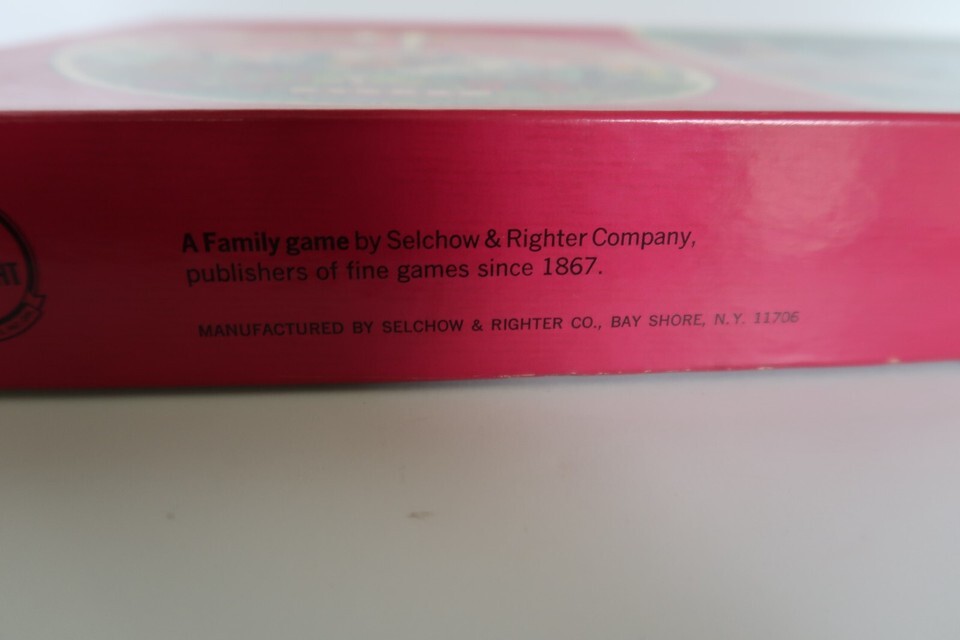 A Family game by Selchow & Righter Company,
publishers of fine games since 1867.
MANUFACTURED BY SELCHOW & RIGHTER CO., BAY SHORE, N.Y. 11706